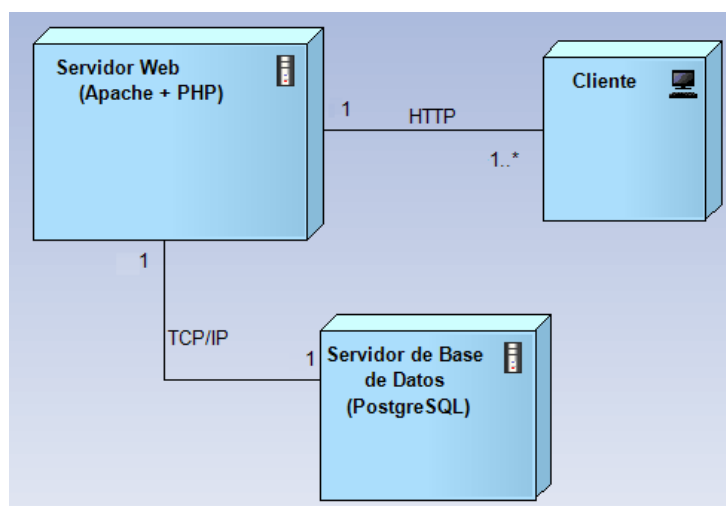 Servidor Web
(Apache + PHP)
Cliente
1
HTTP
1..*
1
TCP/IP
1
Servidor de Base
de Datos
(PostgreSQL)